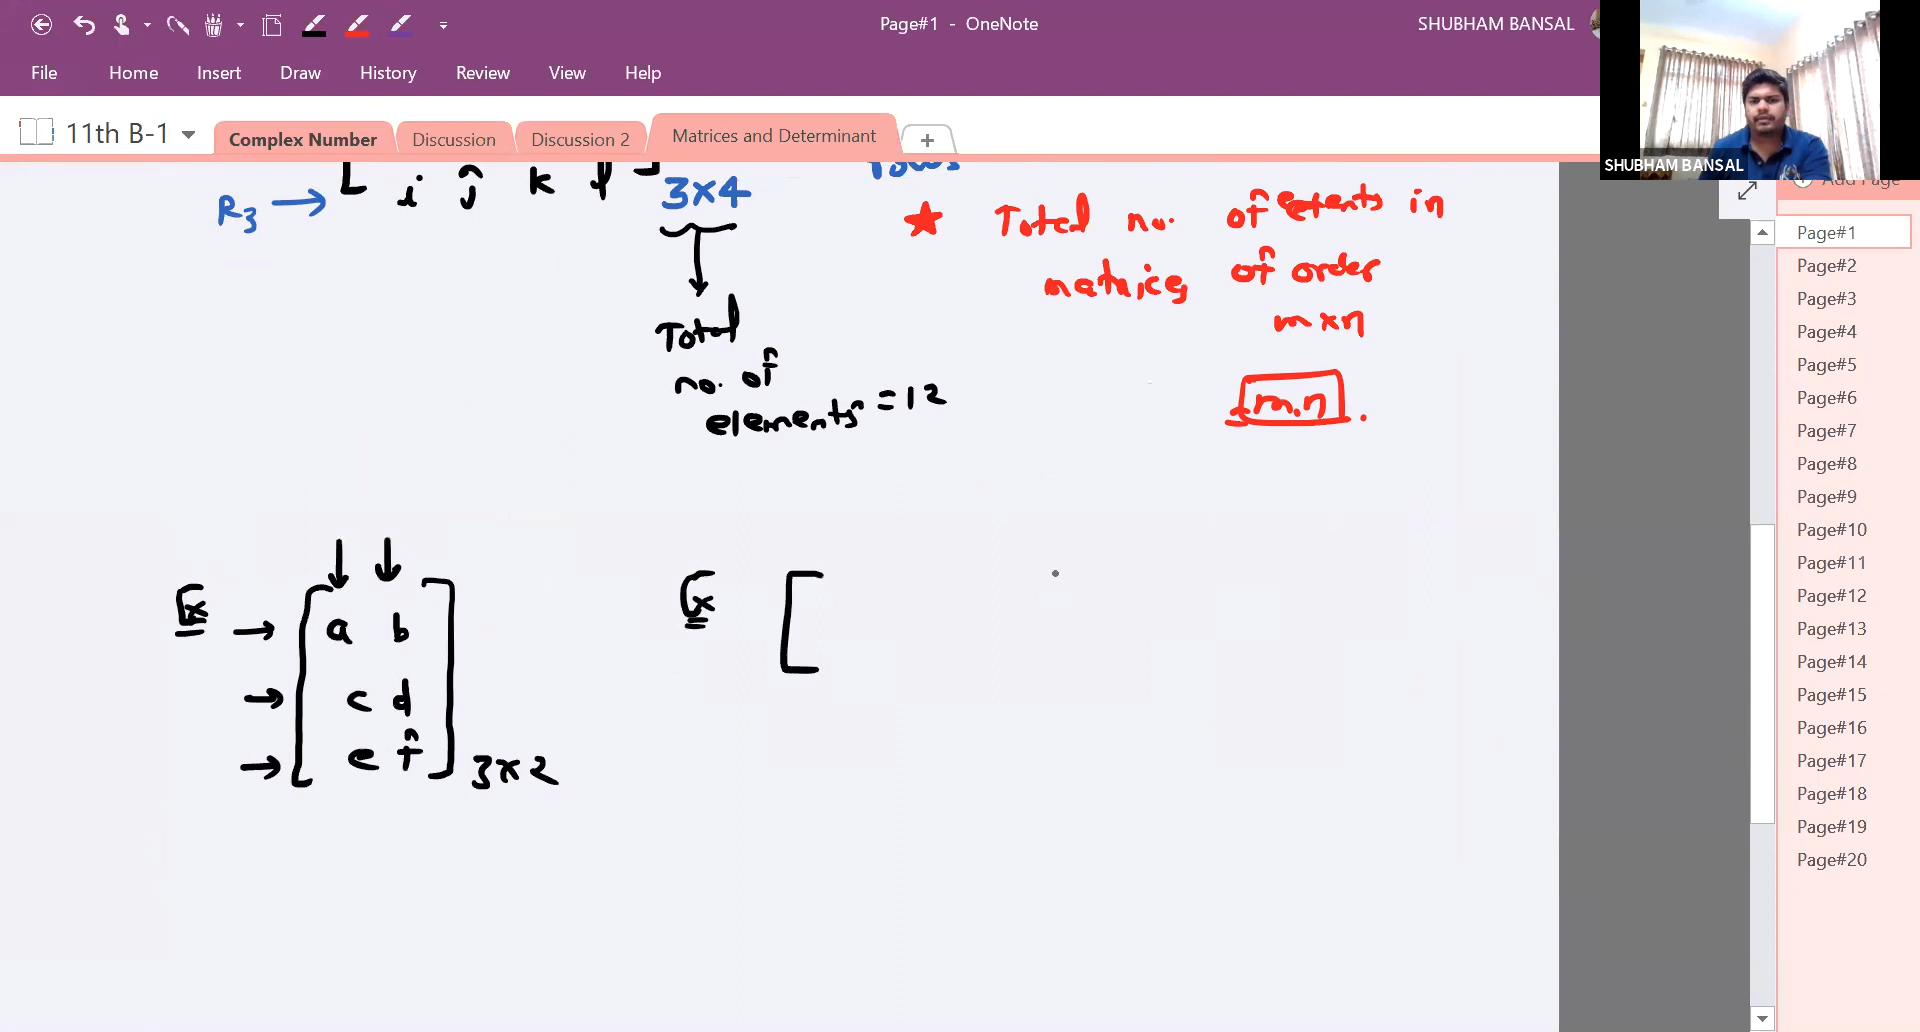 Page#1 - OneNote
SHUBHAM BANSAL
File Home Insert Draw History Review View Help
11th B-1
Complex Number
Discussion
Discussion 2
Matrices and Determinant
SHUBHAM BANSAL
Add Page
Page#1
Page#2
Page#3
Page#4
Page#5
Page#6
Page#7
Page#8
Page#9
Page#10
Page#11
Page#12
Page#13
Page#14
Page#15
Page#16
Page#17
Page#18
Page#19
Page#20
R3 → i j k l
3×4
Total
no. of
elements = 12
★ Total no. of in
matrices of order
m×n
= m.n .
Ex → a b
→ c d
→ e f
3×2
Ex [